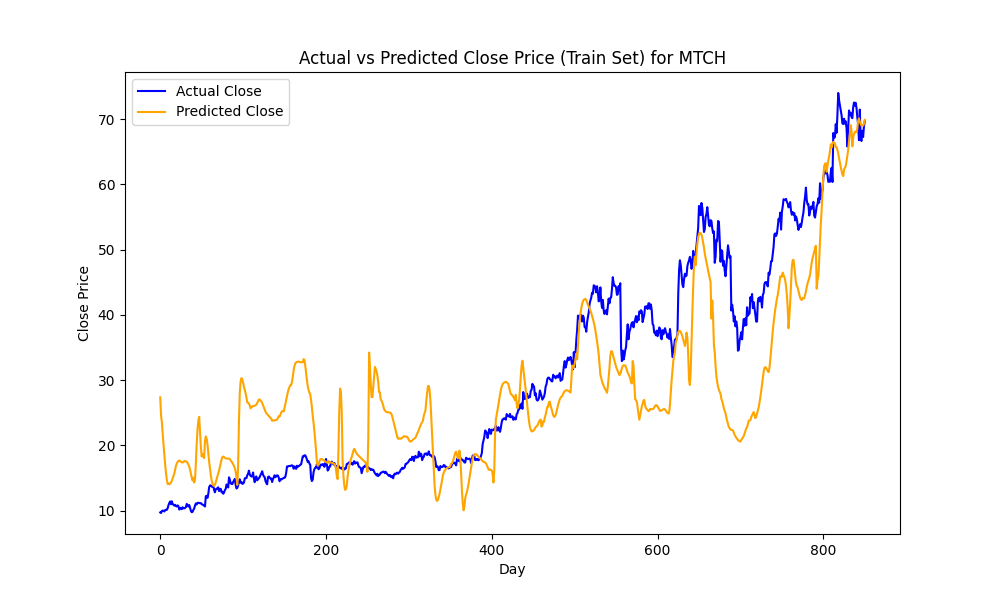 Actual vs Predicted Close Price (Train Set) for MTCH
Actual Close
Predicted Close
70
60
50
40
30
20
10
Close Price
0 200 400 600 800
Day